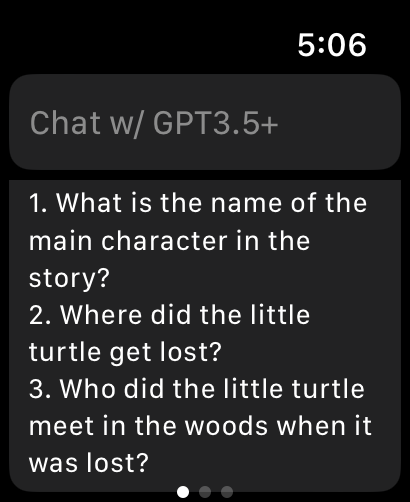 5:06
Chat w/ GPT3.5+
1. What is the name of the
main character in the
story?
2. Where did the little
turtle get lost?
3. Who did the little turtle
meet in the woods when it
was lost?